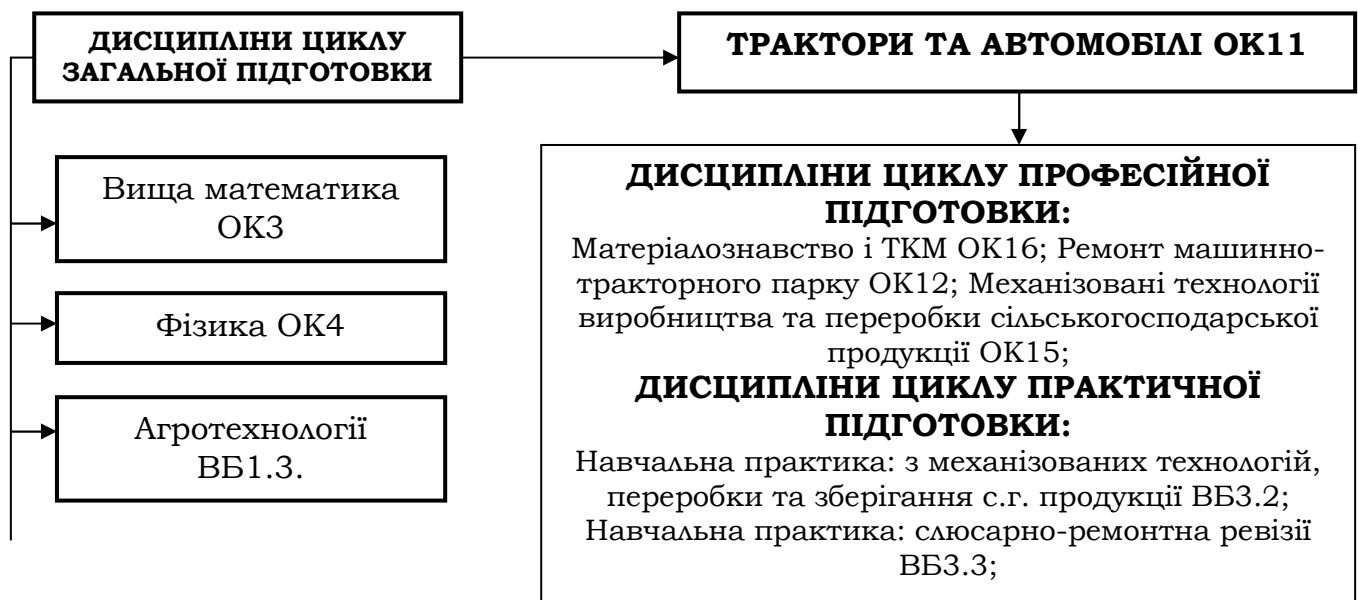 ДИСЦИПЛІНИ ЦИКЛУ
ЗАГАЛЬНОЇ ПІДГОТОВКИ
ТРАКТОРИ ТА АВТОМОБІЛІ ОК11
Вища математика
ОК3
Фізика ОК4
Агротехнології
ВБ1.3.
ДИСЦИПЛІНИ ЦИКЛУ ПРОФЕСІЙНОЇ
ПІДГОТОВКИ:
Матеріалознавство і ТКМ ОК16; Ремонт машинно-
тракторного парку ОК12; Механізовані технології
виробництва та переробки сільськогосподарської
продукції ОК15;
ДИСЦИПЛІНИ ЦИКЛУ ПРАКТИЧНОЇ
ПІДГОТОВКИ:
Навчальна практика: з механізованих технологій,
переробки та зберігання с.г. продукції ВБ3.2;
Навчальна практика: слюсарно-ремонтна ревізії
ВБ3.3;